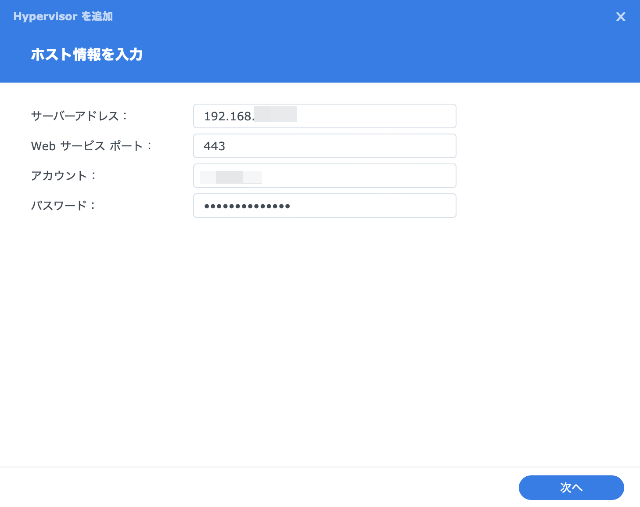 Hypervisor を追加
ホスト情報を入力
サーバーアドレス： 192.168.
Web サービス ポート： 443
アカウント：
パスワード： ••••••••••••••
次へ